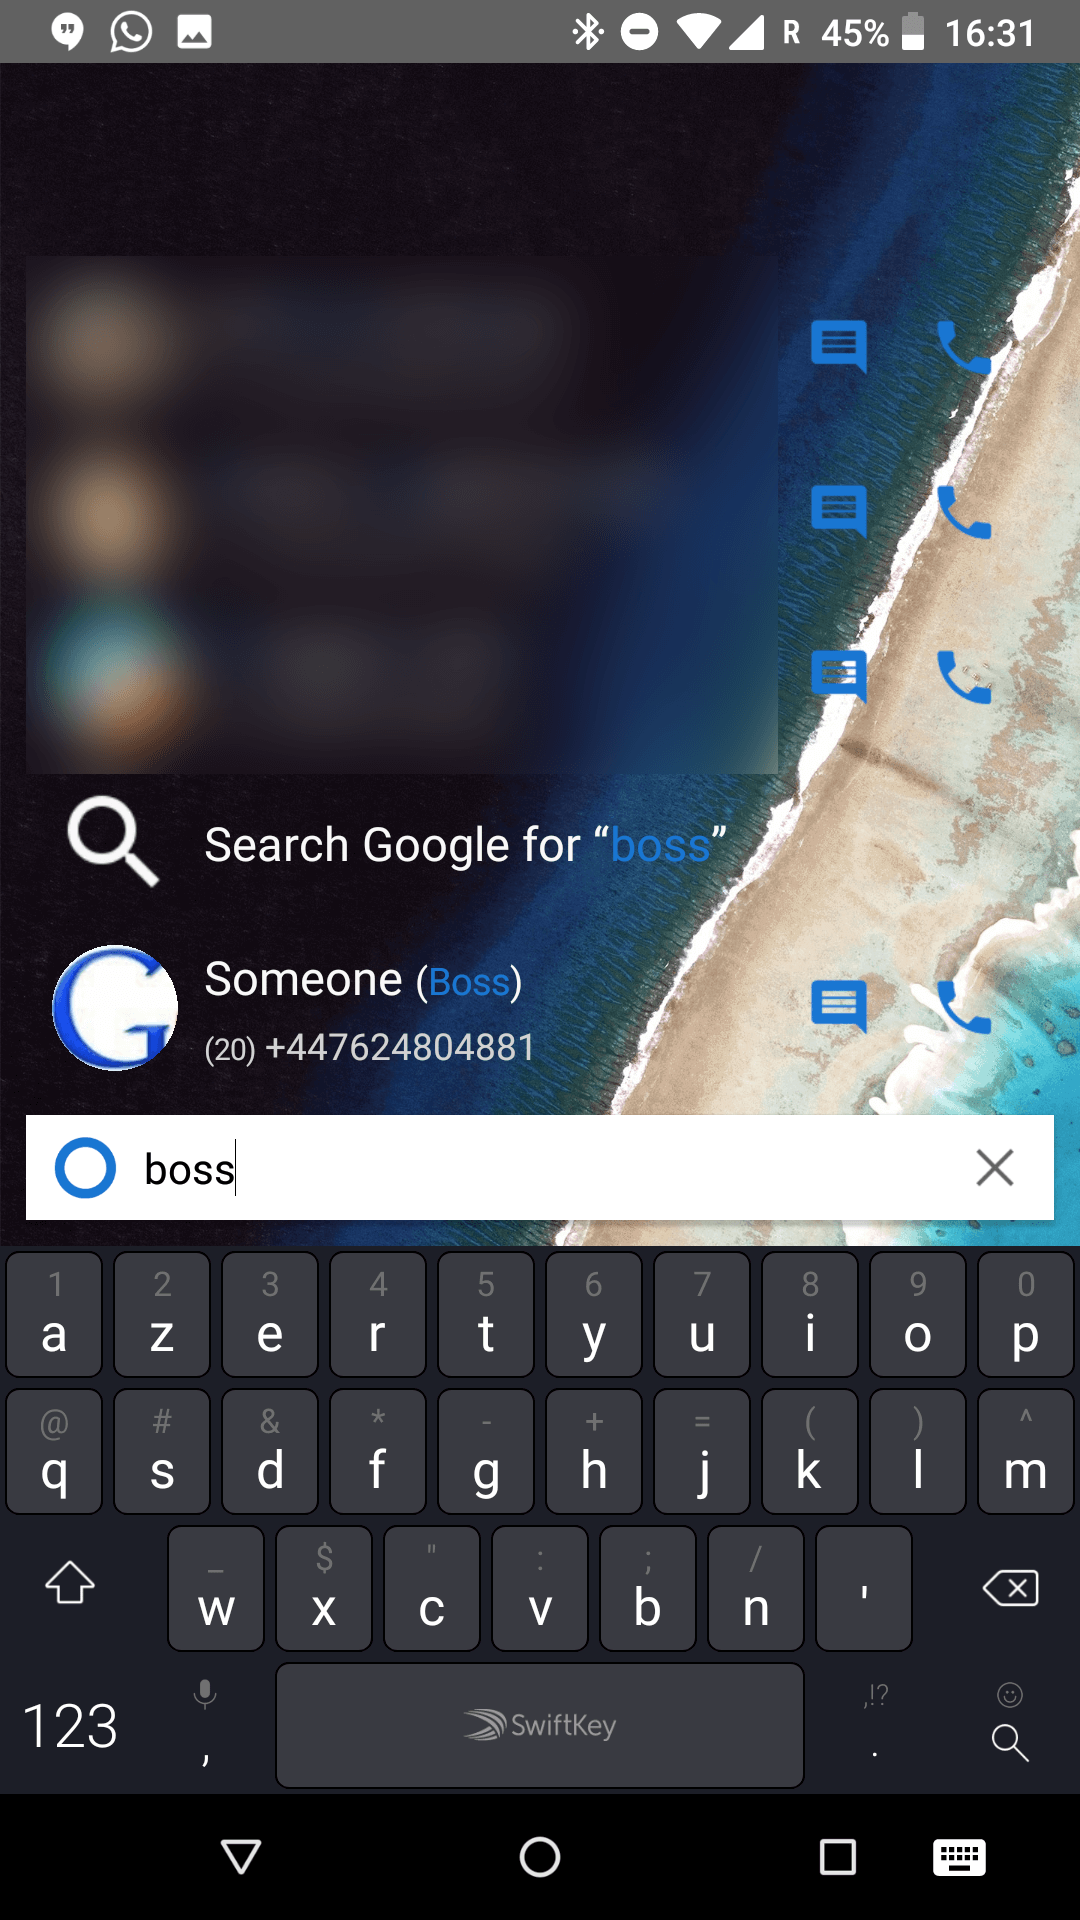 R 45% 16:31
Search Google for “boss”
Someone (Boss)
(20) +447624804881
boss
1 2 3 4 5 6 7 8 9 0
a z e r t y u i o p
@ # & * - + = ( ) ^
q s d f g h j k l m
_ $ " : ; /
w x c v b n '
,!?
123 , SwiftKey .